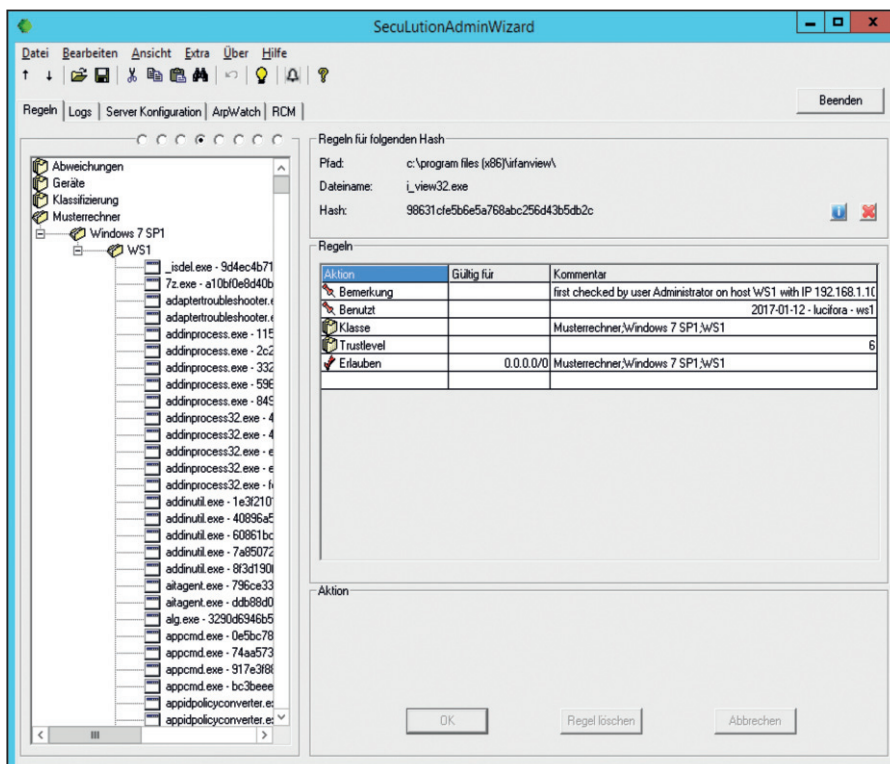 SecuLutionAdminWizard
Datei Bearbeiten Ansicht Extra Über Hilfe
Beenden
Regeln Logs Server Konfiguration ArpWatch RCM
Abweichungen
Geräte
Klassifizierung
Musterrechner
Windows 7 SP1
WS1
_isdel.exe - 9d4ec4b71
7z.exe - a10bf0e8d40b
adaptertroubleshooter.e
adaptertroubleshooter.e
addinprocess.exe - 115
addinprocess.exe - 2c2
addinprocess.exe - 332
addinprocess.exe - 596
addinprocess.exe - 849
addinprocess32.exe - 4
addinprocess32.exe - 4
addinprocess32.exe - e
addinprocess32.exe - e
addinprocess32.exe - f
addinutil.exe - 1e3f210
addinutil.exe - 40896a5
addinutil.exe - 60861bc
addinutil.exe - 7a85072
addinutil.exe - 8f3d190
aitagent.exe - 796ce33
aitagent.exe - ddb88d0
alg.exe - 3290d6946b5
appcmd.exe - 0e5bc78
appcmd.exe - 74aa573
appcmd.exe - 917e3f88
appcmd.exe - bc3beee
appidpolicyconverter.e
appidpolicyconverter.e
Regeln für folgenden Hash
Pfad: c:\program files (x86)\irfanview\
Dateiname: i_view32.exe
Hash: 98631cfe5b6e5a768abc256d43b5db2c
Regeln
Aktion Gültig für Kommentar
Bemerkung first checked by user Administrator on host WS1 with IP 192.168.1.10
Benutzt 2017-01-12 - lucifora - ws1
Klasse Musterrechner;Windows 7 SP1;WS1
Trustlevel 6
Erlauben 0.0.0.0/0 Musterrechner;Windows 7 SP1;WS1
Aktion
OK Regel löschen Abbrechen